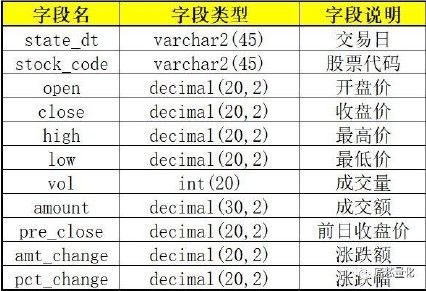 字段名 字段类型 字段说明
state_dt varchar2(45) 交易日
stock_code varchar2(45) 股票代码
open decimal(20,2) 开盘价
close decimal(20,2) 收盘价
high decimal(20,2) 最高价
low decimal(20,2) 最低价
vol int(20) 成交量
amount decimal(30,2) 成交额
pre_close decimal(20,2) 前日收盘价
amt_change decimal(20,2) 涨跌额
pct_change decimal(20,2) 涨跌幅